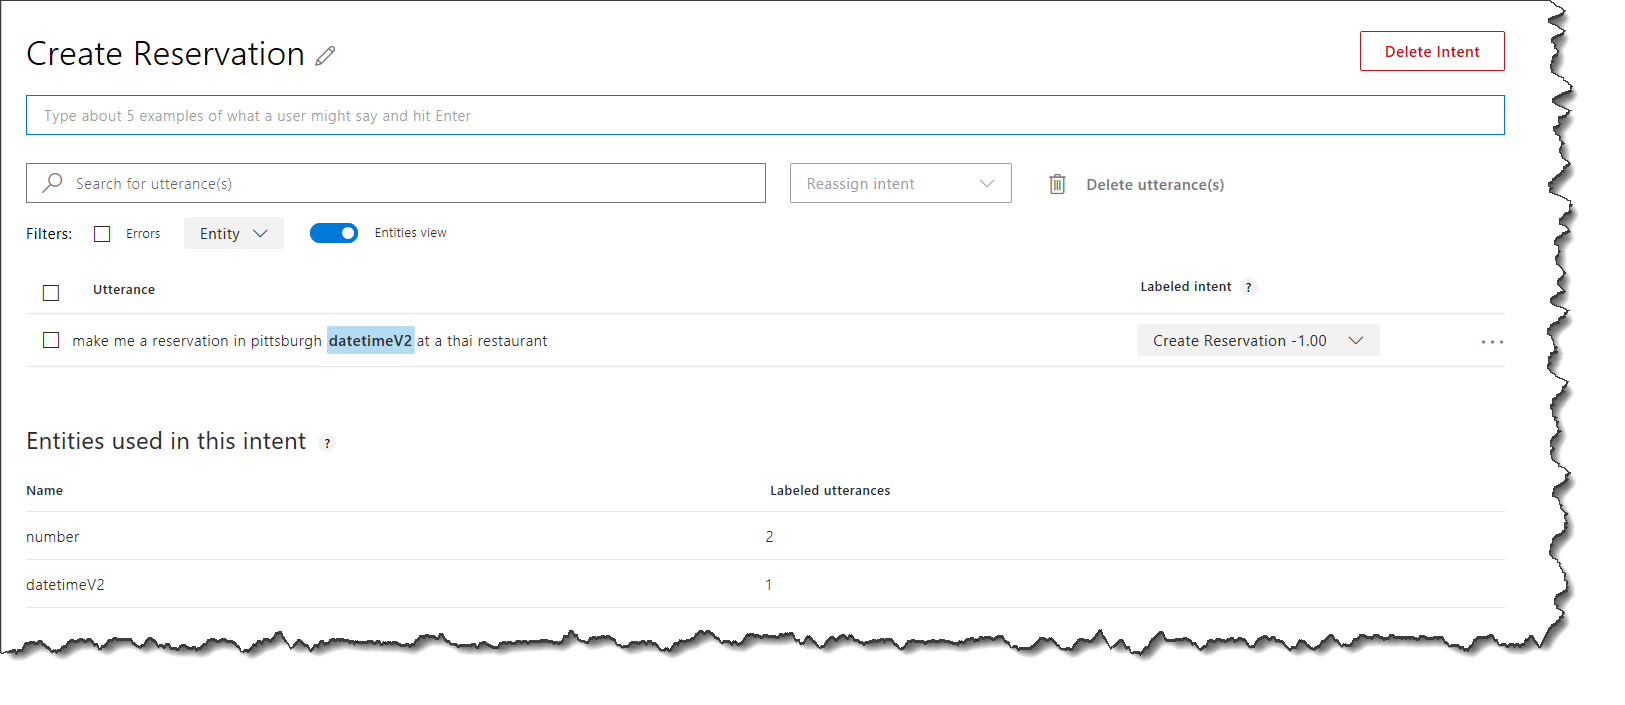 Create Reservation
Delete Intent
Type about 5 examples of what a user might say and hit Enter
Search for utterance(s)
Reassign intent
Delete utterance(s)
Filters:
Errors
Entity
Entities view
Utterance
Labeled intent ?
make me a reservation in pittsburgh datetimeV2 at a thai restaurant
Create Reservation -1.00
...
Entities used in this intent ?
Name
Labeled utterances
number
2
datetimeV2
1